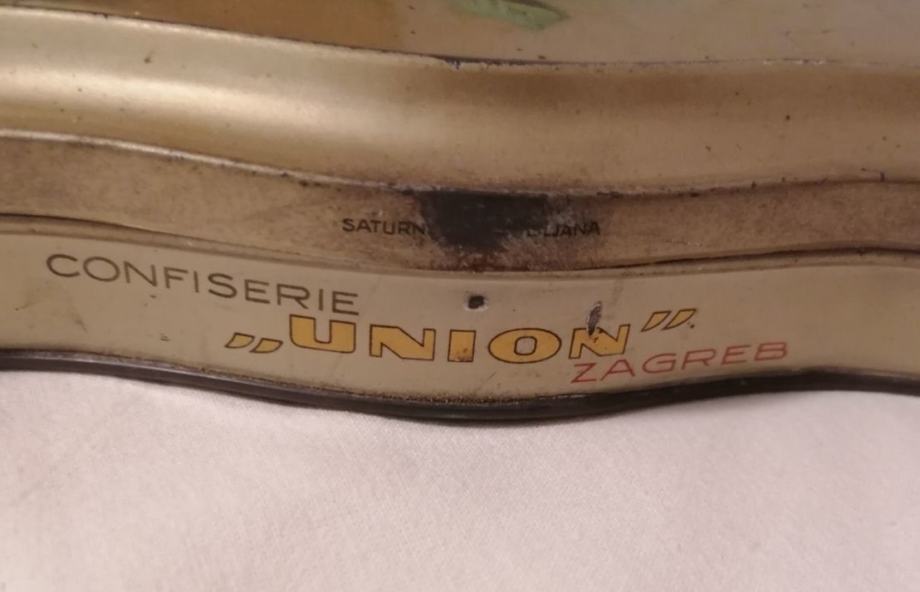 SATURN
CONFISERIE
„UNION”
ZAGREB